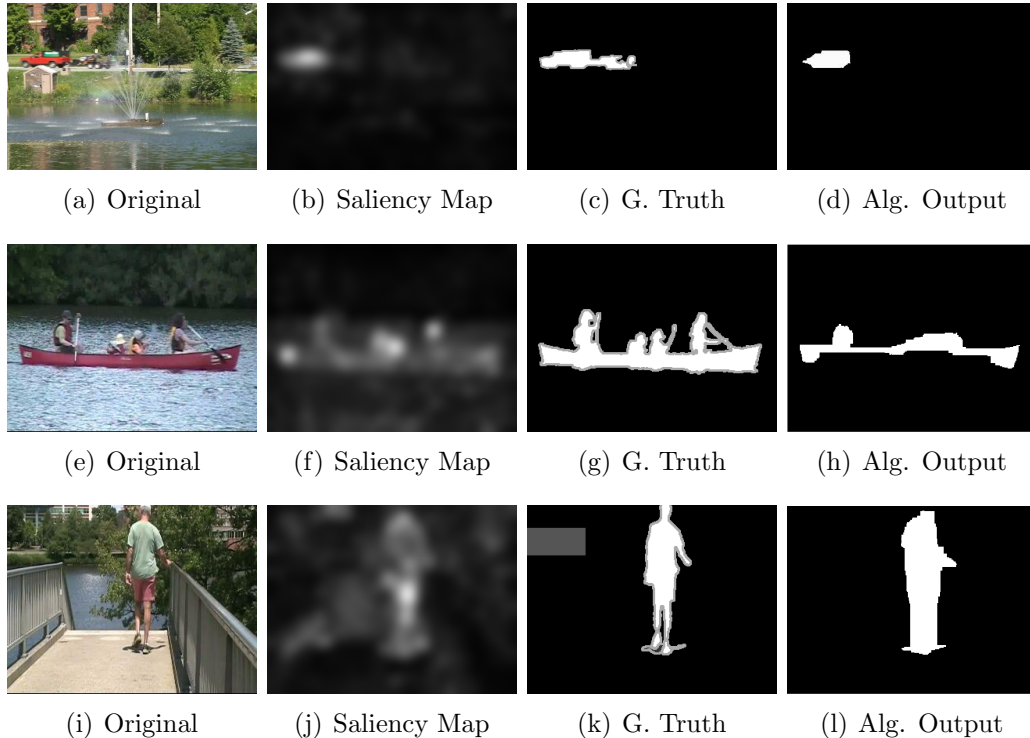 (a) Original
(b) Saliency Map
(c) G. Truth
(d) Alg. Output
(e) Original
(f) Saliency Map
(g) G. Truth
(h) Alg. Output
(i) Original
(j) Saliency Map
(k) G. Truth
(l) Alg. Output